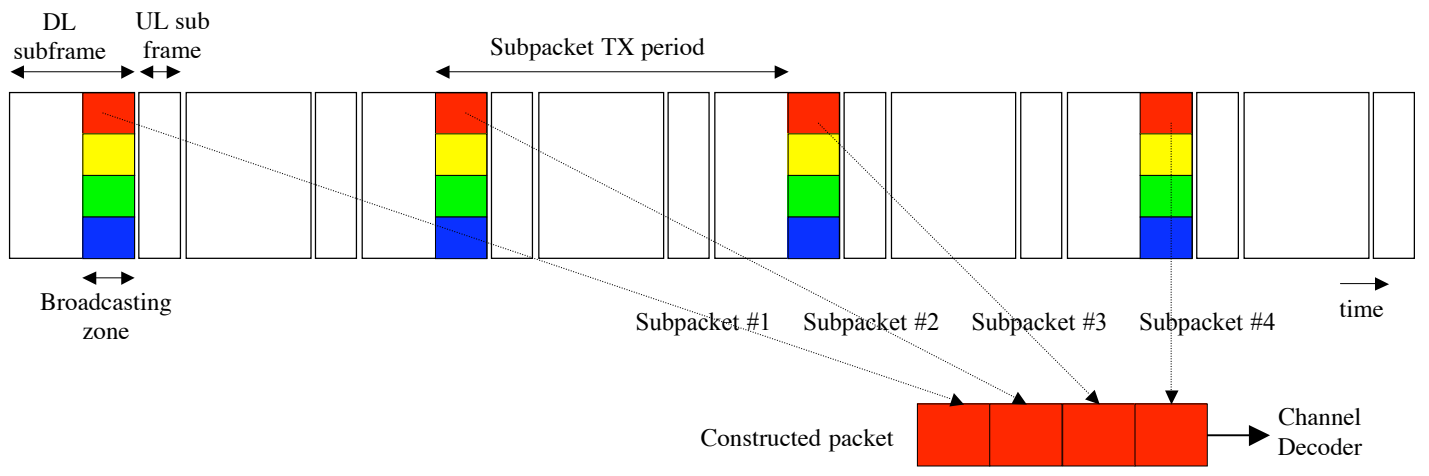 DL
subframe
UL sub
frame
Subpacket TX period
Broadcasting
zone
time
Subpacket #1
Subpacket #2
Subpacket #3
Subpacket #4
Constructed packet
Channel
Decoder